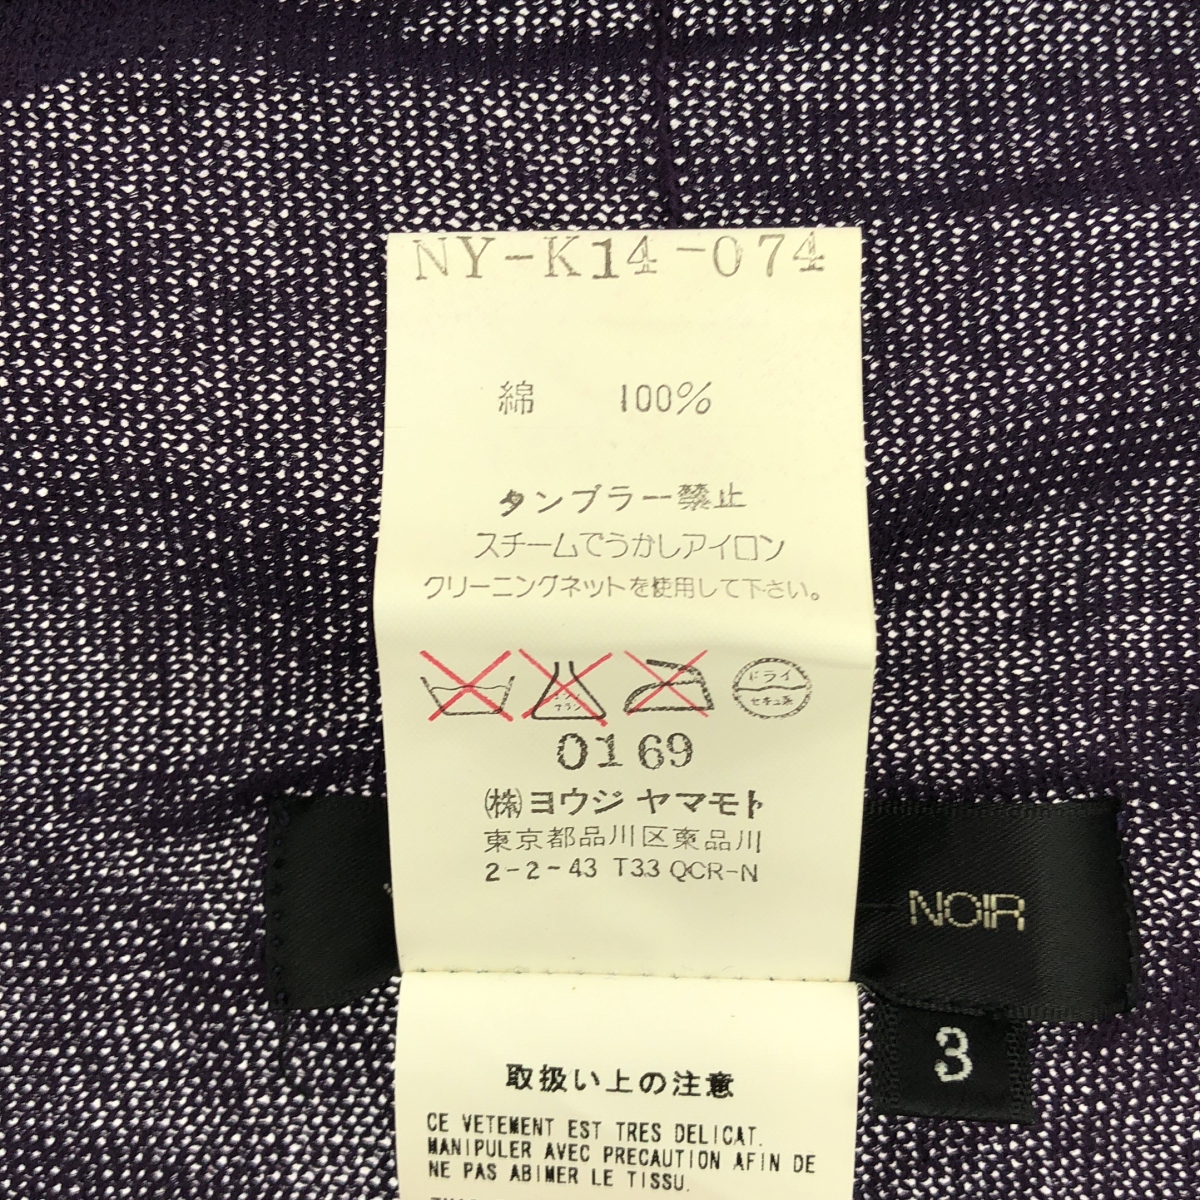 NY-K14-074
綿 100%
タンブラー禁止
スチームでうかしアイロン
クリーニングネットを使用して下さい。
ドライ
セキュ系
0169
(株)ヨウジ ヤマモト
東京都品川区東品川
2-2-43 T33 QCR-N
NOIR
3
取扱い上の注意
CE VETEMENT EST TRES DELICAT.
MANIPULER AVEC PRECAUTION AFIN DE
NE PAS ABIMER LE TISSU.